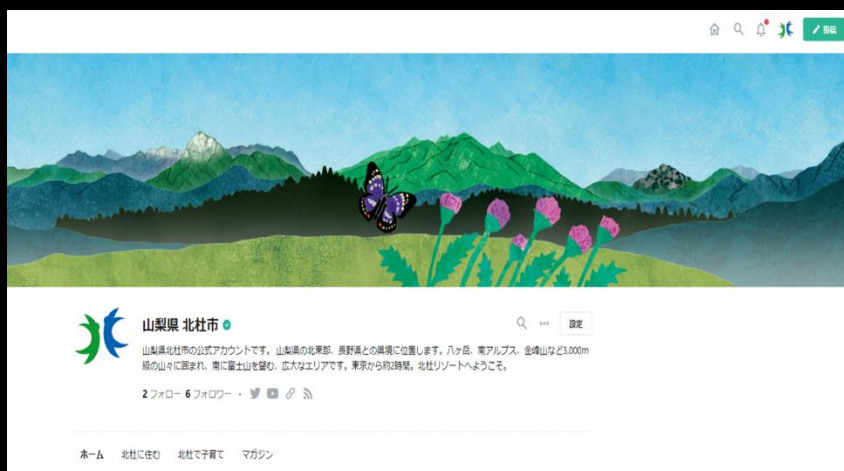 投稿
山梨県 北杜市
設定
山梨県北杜市の公式アカウントです。山梨県の北東部、長野県との県境に位置します。八ヶ岳、南アルプス、金峰山など3,000m
級の山々に囲まれ、南に富士山を望む、広大なエリアです。東京から約2時間。北杜リゾートへようこそ。
2 フォロー 6 フォロワー ・
ホーム 北杜に住む 北杜で子育て マガジン